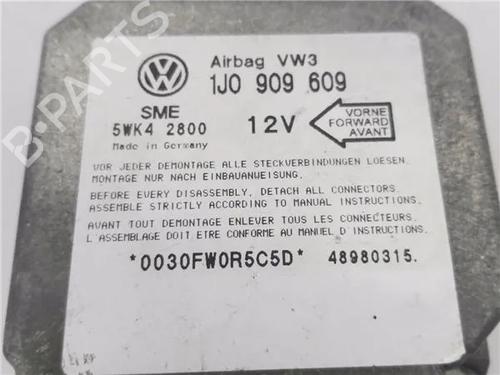 Airbag VW3
1J0 909 609
SME
5WK4 2800
Made in Germany
12V
VORNE
FORWARD
AVANT
VOR JEDER DEMONTAGE ALLE STECKVERBINDUNGEN LOESEN.
MONTAGE NUR NACH EINBAUANWEISUNG.
BEFORE EVERY DISASSEMBLY, DETACH ALL CONNECTORS.
ASSEMBLE STRICTLY ACCORDING TO MANUAL INSTRUCTIONS.
AVANT TOUT DEMONTAGE ENLEVER TOUS LES CONNECTEURS.
L'ASSEMBLAGE DOIT ETRE CONFORME AU MANUEL D INSTRUCTIONS.
*0030FW0R5C5D* 48980315.
B-PARTS